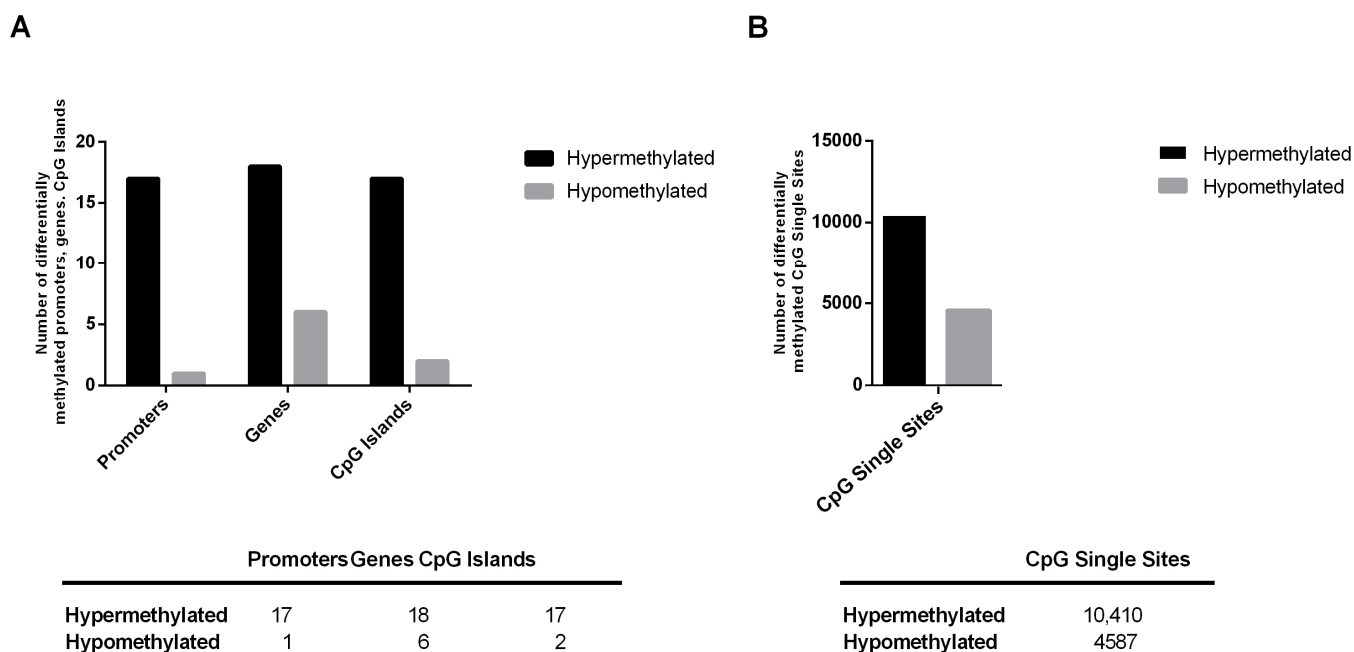 A
Number of differentially
methylated promoters, genes. CpG Islands
20
15
10
5
0
Promoters
Genes
CpG Islands
Hypermethylated
Hypomethylated
Promoters Genes CpG Islands
Hypermethylated 17 18 17
Hypomethylated 1 6 2
B
Number of differentially
methylated CpG Single Sites
15000
10000
5000
0
CpG Single Sites
Hypermethylated
Hypomethylated
CpG Single Sites
Hypermethylated 10,410
Hypomethylated 4587